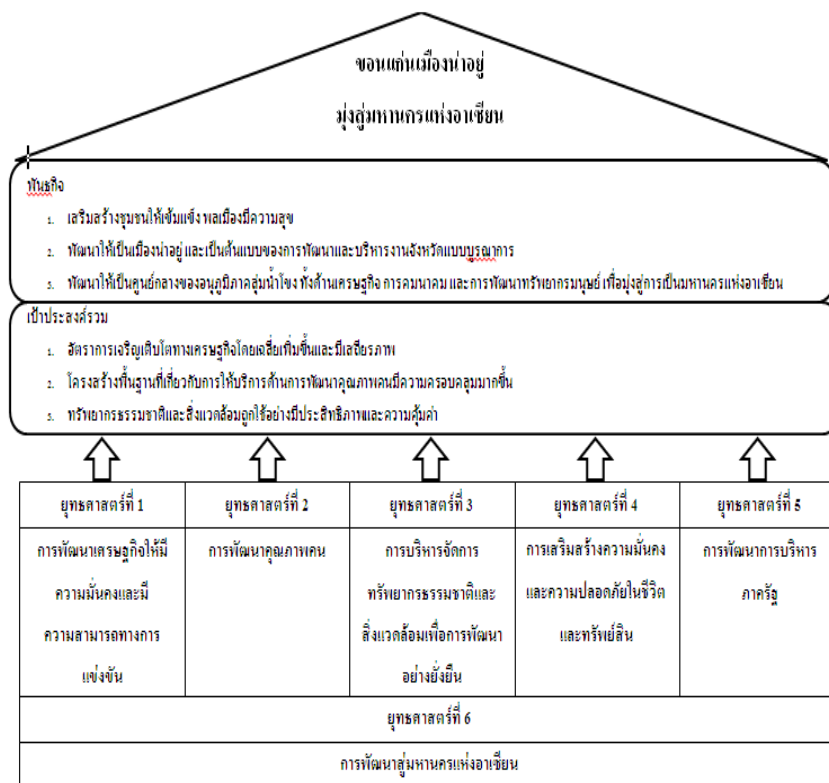 ขอนแก่นเมืองน่าอยู่
มุ่งสู่มหานครแห่งอาเซียน
พันธกิจ
1. เสริมสร้างชุมชนให้เข้มแข็ง พลเมืองมีความสุข
2. พัฒนาให้เป็นเมืองน่าอยู่ และเป็นต้นแบบของการพัฒนาและบริหารงานจังหวัดแบบบูรณาการ
3. พัฒนาให้เป็นศูนย์กลางของอนุภูมิภาคลุ่มน้ำโขง ทั้งด้านเศรษฐกิจ การคมนาคม และการพัฒนาทรัพยากรมนุษย์ เพื่อมุ่งสู่การเป็นมหานครแห่งอาเซียน
เป้าประสงค์รวม
1. อัตราการเจริญเติบโตทางเศรษฐกิจโดยเฉลี่ยเพิ่มขึ้นและมีเสถียรภาพ
2. โครงสร้างพื้นฐานที่เกี่ยวกับการให้บริการด้านการพัฒนาคุณภาพคนมีความครอบคลุมมากขึ้น
3. ทรัพยากรธรรมชาติและสิ่งแวดล้อมถูกใช้อย่างมีประสิทธิภาพและความคุ้มค่า
ยุทธศาสตร์ที่ 1
การพัฒนาเศรษฐกิจให้มี
ความมั่นคงและมี
ความสามารถทางการ
แข่งขัน
ยุทธศาสตร์ที่ 2
การพัฒนาคุณภาพคน
ยุทธศาสตร์ที่ 3
การบริหารจัดการ
ทรัพยากรธรรมชาติและ
สิ่งแวดล้อมเพื่อการพัฒนา
อย่างยั่งยืน
ยุทธศาสตร์ที่ 4
การเสริมสร้างความมั่นคง
และความปลอดภัยในชีวิต
และทรัพย์สิน
ยุทธศาสตร์ที่ 5
การพัฒนาการบริหาร
ภาครัฐ
ยุทธศาสตร์ที่ 6
การพัฒนาสู่มหานครแห่งอาเซียน